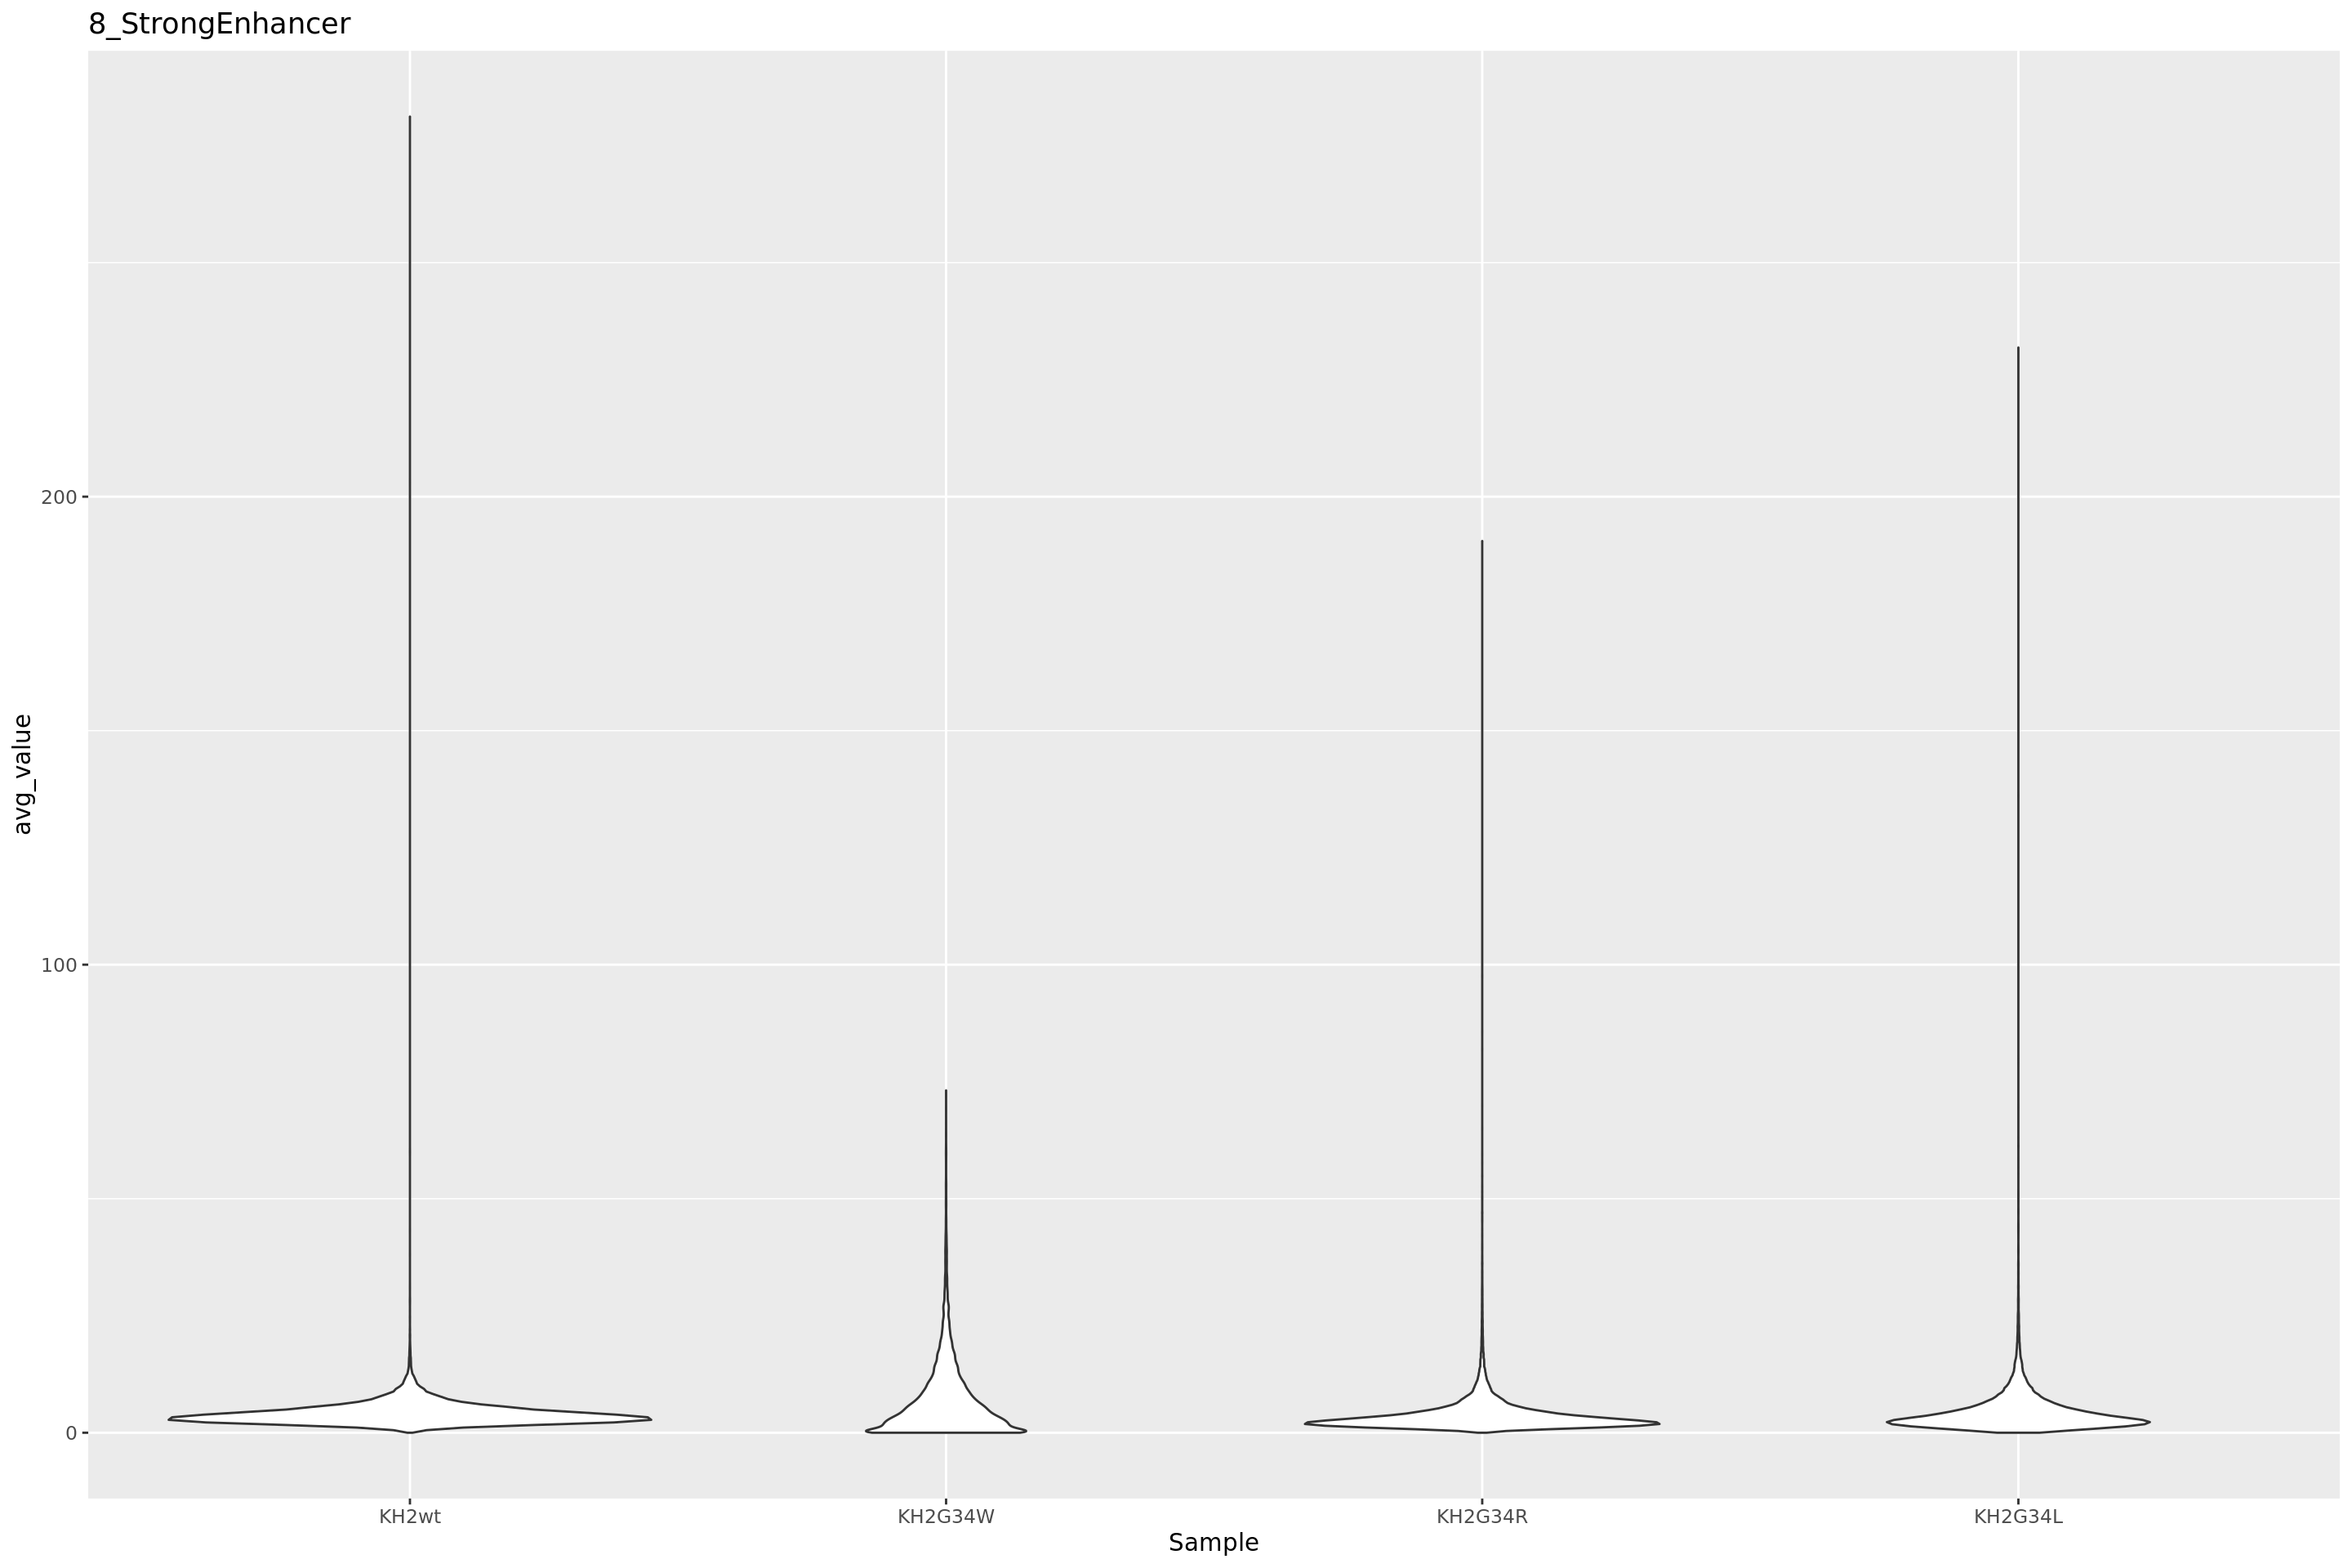 8_StrongEnhancer
avg_value
200
100
0
KH2wt
KH2G34W
KH2G34R
KH2G34L
Sample